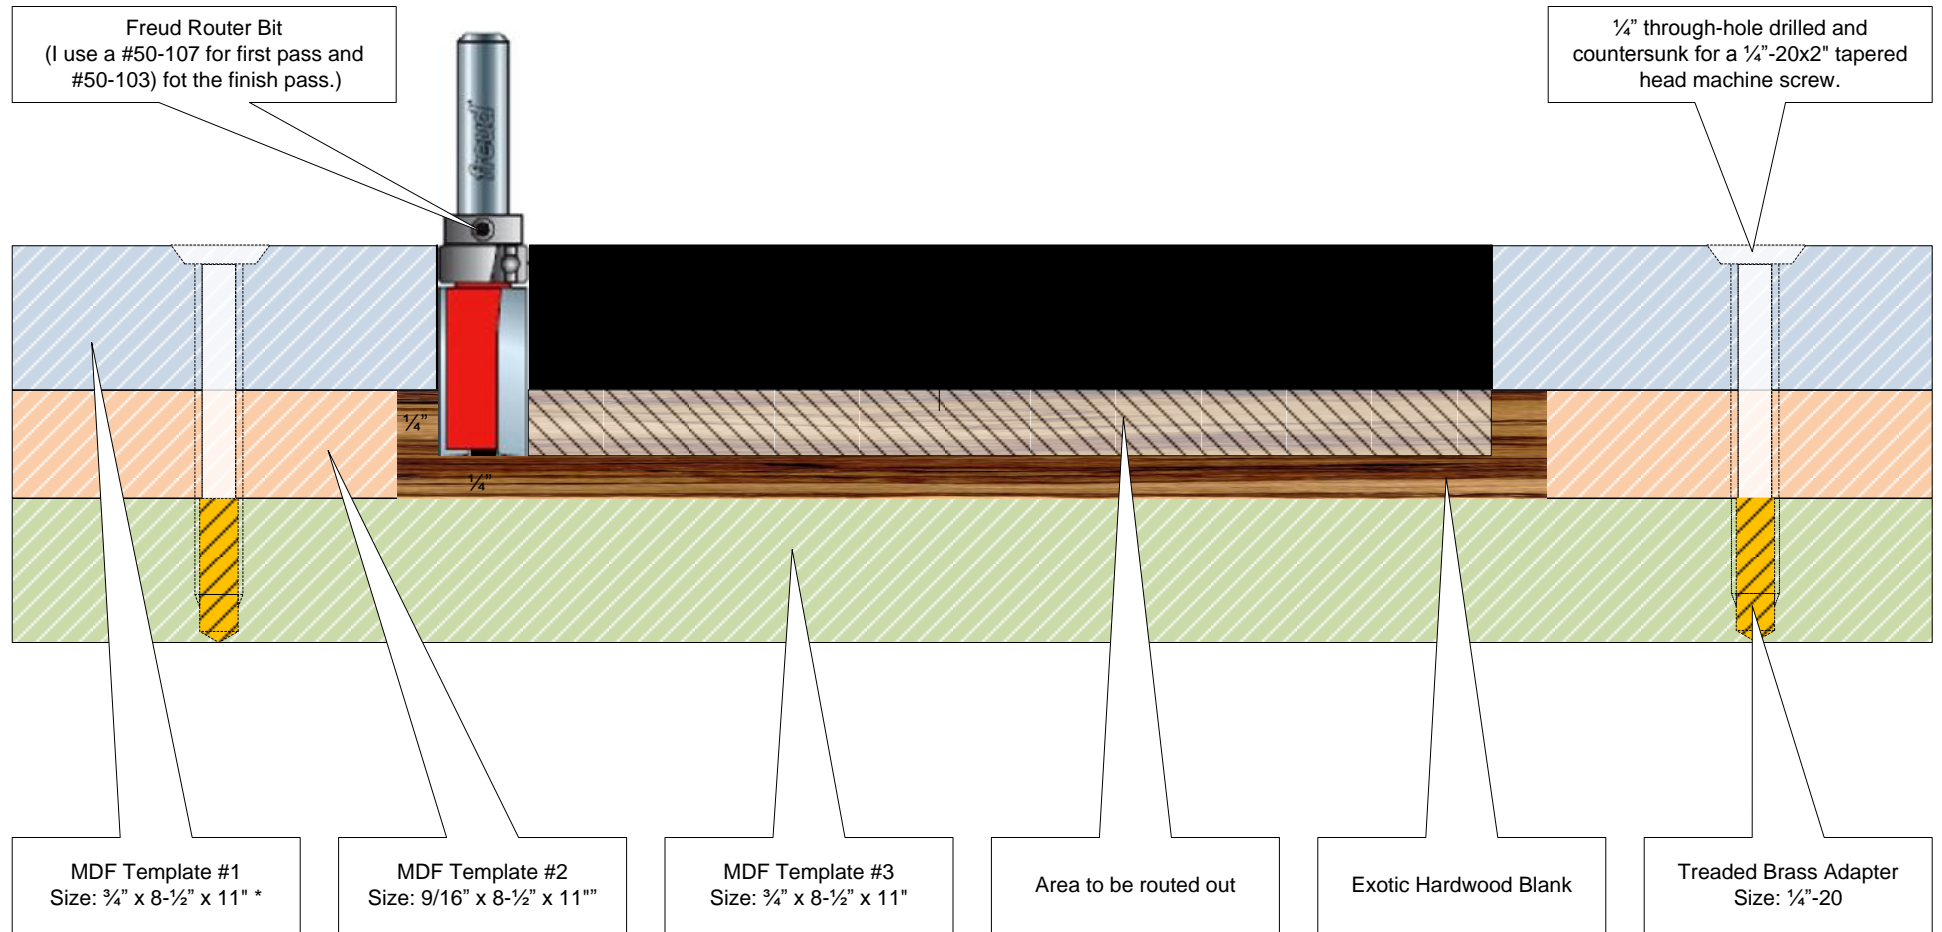 Freud Router Bit
(I use a #50-107 for first pass and
#50-103) fot the finish pass.)
¼” through-hole drilled and
countersunk for a ¼”-20x2" tapered
head machine screw.
freud
¼”
¼”
MDF Template #1
Size: ¾” x 8-½” x 11" *
MDF Template #2
Size: 9/16” x 8-½” x 11"”
MDF Template #3
Size: ¾” x 8-½” x 11"
Area to be routed out
Exotic Hardwood Blank
Treaded Brass Adapter
Size: ¼”-20